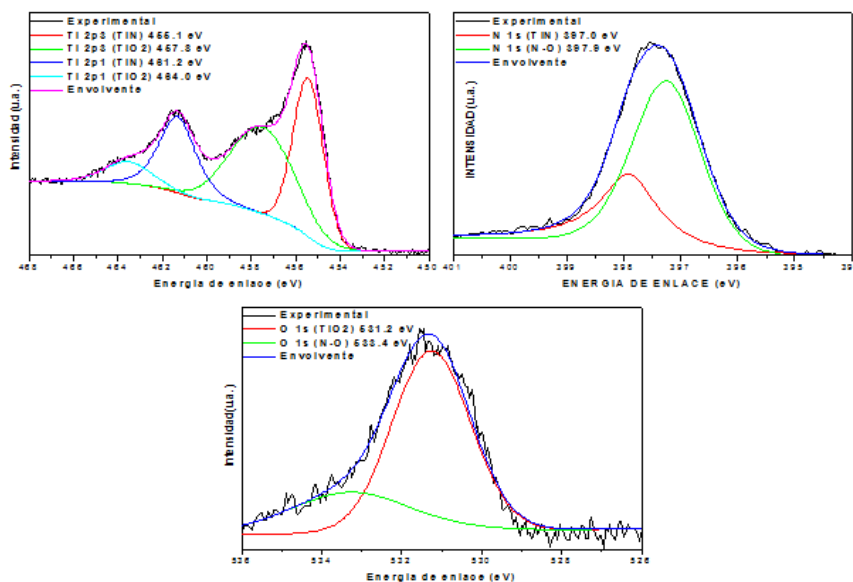 Experimental
Ti 2p3 (TiN) 455.1 eV
Ti 2p3 (TiO2) 457.8 eV
Ti 2p1 (TiN) 461.2 eV
Ti 2p1 (TiO2) 464.0 eV
Envolvente
Intensidad (u.a.)
468 466 464 462 460 458 456 454 452 450
Energia de enlace (eV)
Experimental
N 1s (TiN) 397.0 eV
N 1s (N-O) 397.9 eV
Envolvente
INTENSIDAD (u.a.)
401 400 399 398 397 396 395 39
ENERGIA DE ENLACE (eV)
Experimental
O 1s (TiO2) 531.2 eV
O 1s (N-O) 533.4 eV
Envolvente
Intensidad(u.a.)
536 534 532 530 528 526
Energia de enlace (eV)